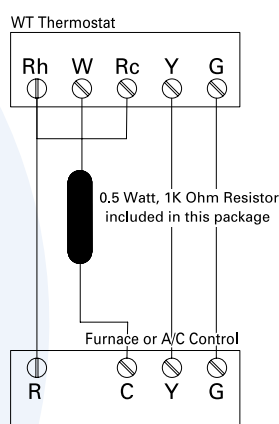 WT Thermostat
Rh W Rc Y G
0.5 Watt, 1K Ohm Resistor
included in this package
Furnace or A/C Control
R C Y G